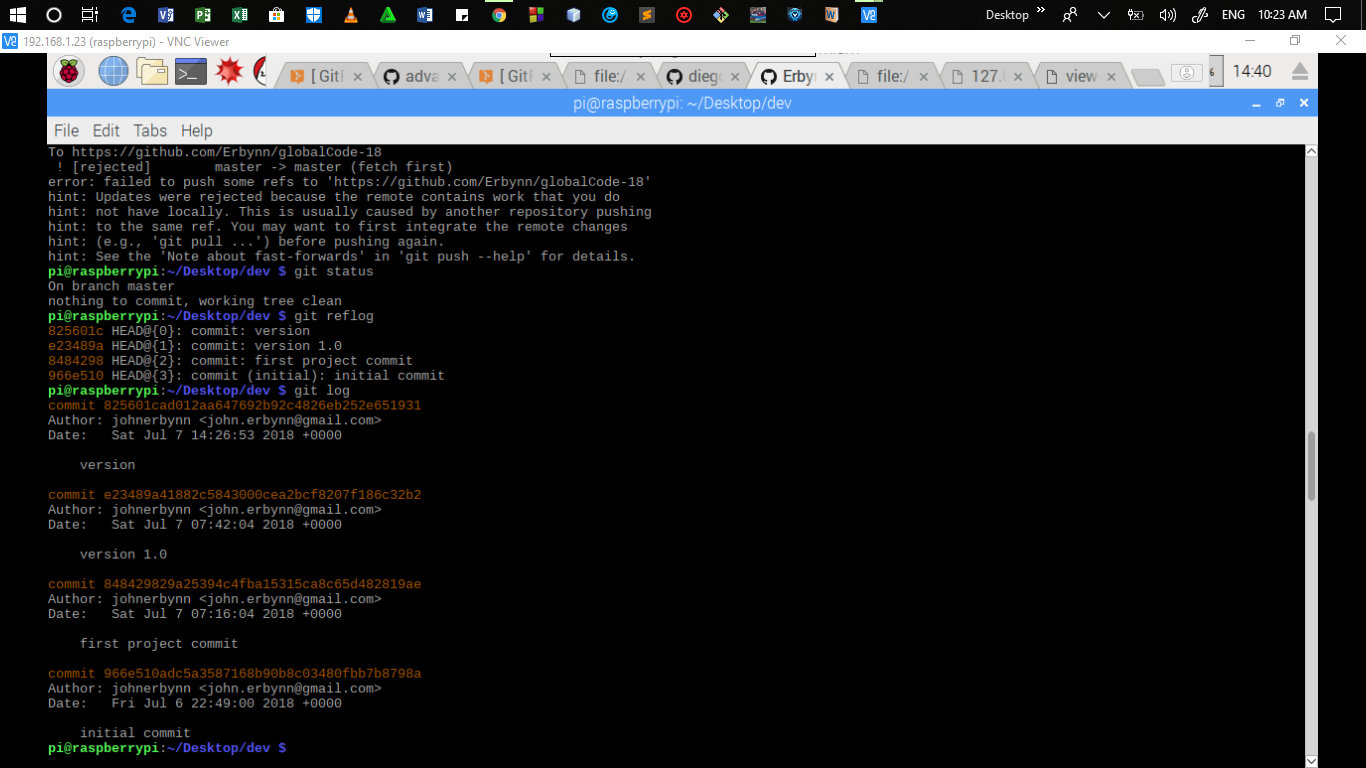 Desktop
ENG 10:23 AM
192.168.1.23 (raspberrypi) - VNC Viewer
[ Git
adva
[ Git
file:/
dieg
Erby
file:/
127.
view
14:40
pi@raspberrypi: ~/Desktop/dev
File Edit Tabs Help
To https://github.com/Erbynn/globalCode-18
! [rejected] master -> master (fetch first)
error: failed to push some refs to 'https://github.com/Erbynn/globalCode-18'
hint: Updates were rejected because the remote contains work that you do
hint: not have locally. This is usually caused by another repository pushing
hint: to the same ref. You may want to first integrate the remote changes
hint: (e.g., 'git pull ...') before pushing again.
hint: See the 'Note about fast-forwards' in 'git push --help' for details.
pi@raspberrypi:~/Desktop/dev $ git status
On branch master
nothing to commit, working tree clean
pi@raspberrypi:~/Desktop/dev $ git reflog
825601c HEAD@{0}: commit: version
e23489a HEAD@{1}: commit: version 1.0
8484298 HEAD@{2}: commit: first project commit
966e510 HEAD@{3}: commit (initial): initial commit
pi@raspberrypi:~/Desktop/dev $ git log
commit 825601cad012aa647692b92c4826eb252e651931
Author: johnerbynn <john.erbynn@gmail.com>
Date: Sat Jul 7 14:26:53 2018 +0000
version
commit e23489a41882c5843000cea2bcf8207f186c32b2
Author: johnerbynn <john.erbynn@gmail.com>
Date: Sat Jul 7 07:42:04 2018 +0000
version 1.0
commit 848429829a25394c4fba15315ca8c65d482819ae
Author: johnerbynn <john.erbynn@gmail.com>
Date: Sat Jul 7 07:16:04 2018 +0000
first project commit
commit 966e510adc5a3587168b90b8c03480fbb7b8798a
Author: johnerbynn <john.erbynn@gmail.com>
Date: Fri Jul 6 22:49:00 2018 +0000
initial commit
pi@raspberrypi:~/Desktop/dev $